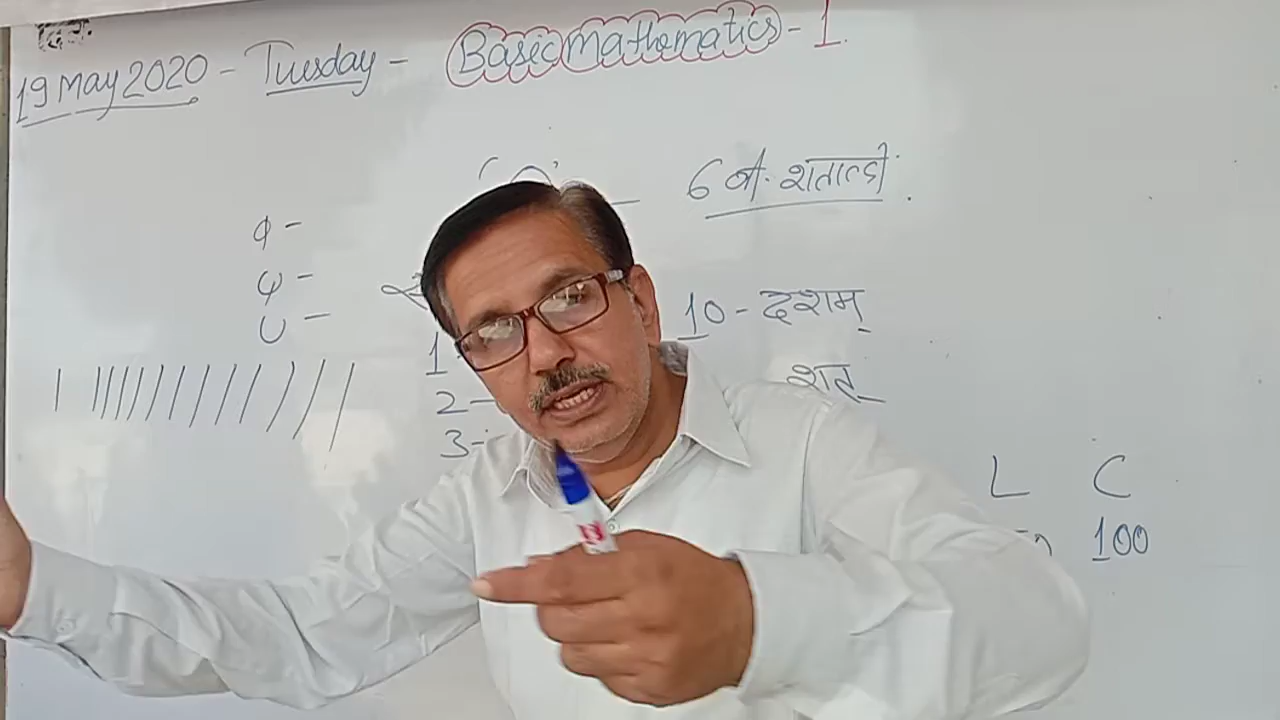 19 May 2020 - Tuesday - Basic Mathematics - 1.
6 वी. शताब्दी.
10 - दशम्
1
2 -
शत्
3 -
L C
100